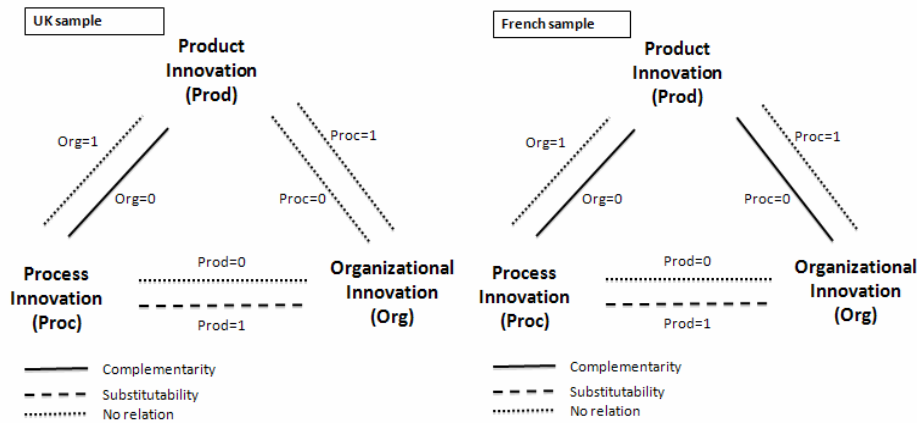 UK sample
Product
Innovation
(Prod)
Org=1
Proc=1
Org=0
Proc=0
Prod=0
Process
Innovation
(Proc)
Organizational
Innovation
(Org)
Prod=1
Complementarity
Substitutability
No relation
French sample
Product
Innovation
(Prod)
Org=1
Proc=1
Org=0
Proc=0
Prod=0
Process
Innovation
(Proc)
Organizational
Innovation
(Org)
Prod=1
Complementarity
Substitutability
No relation